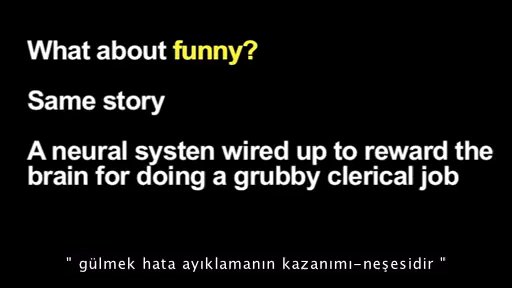 What about funny?
Same story
A neural systen wired up to reward the
brain for doing a grubby clerical job
" gülmek hata ayıklamanın kazanımı-neşesidir "